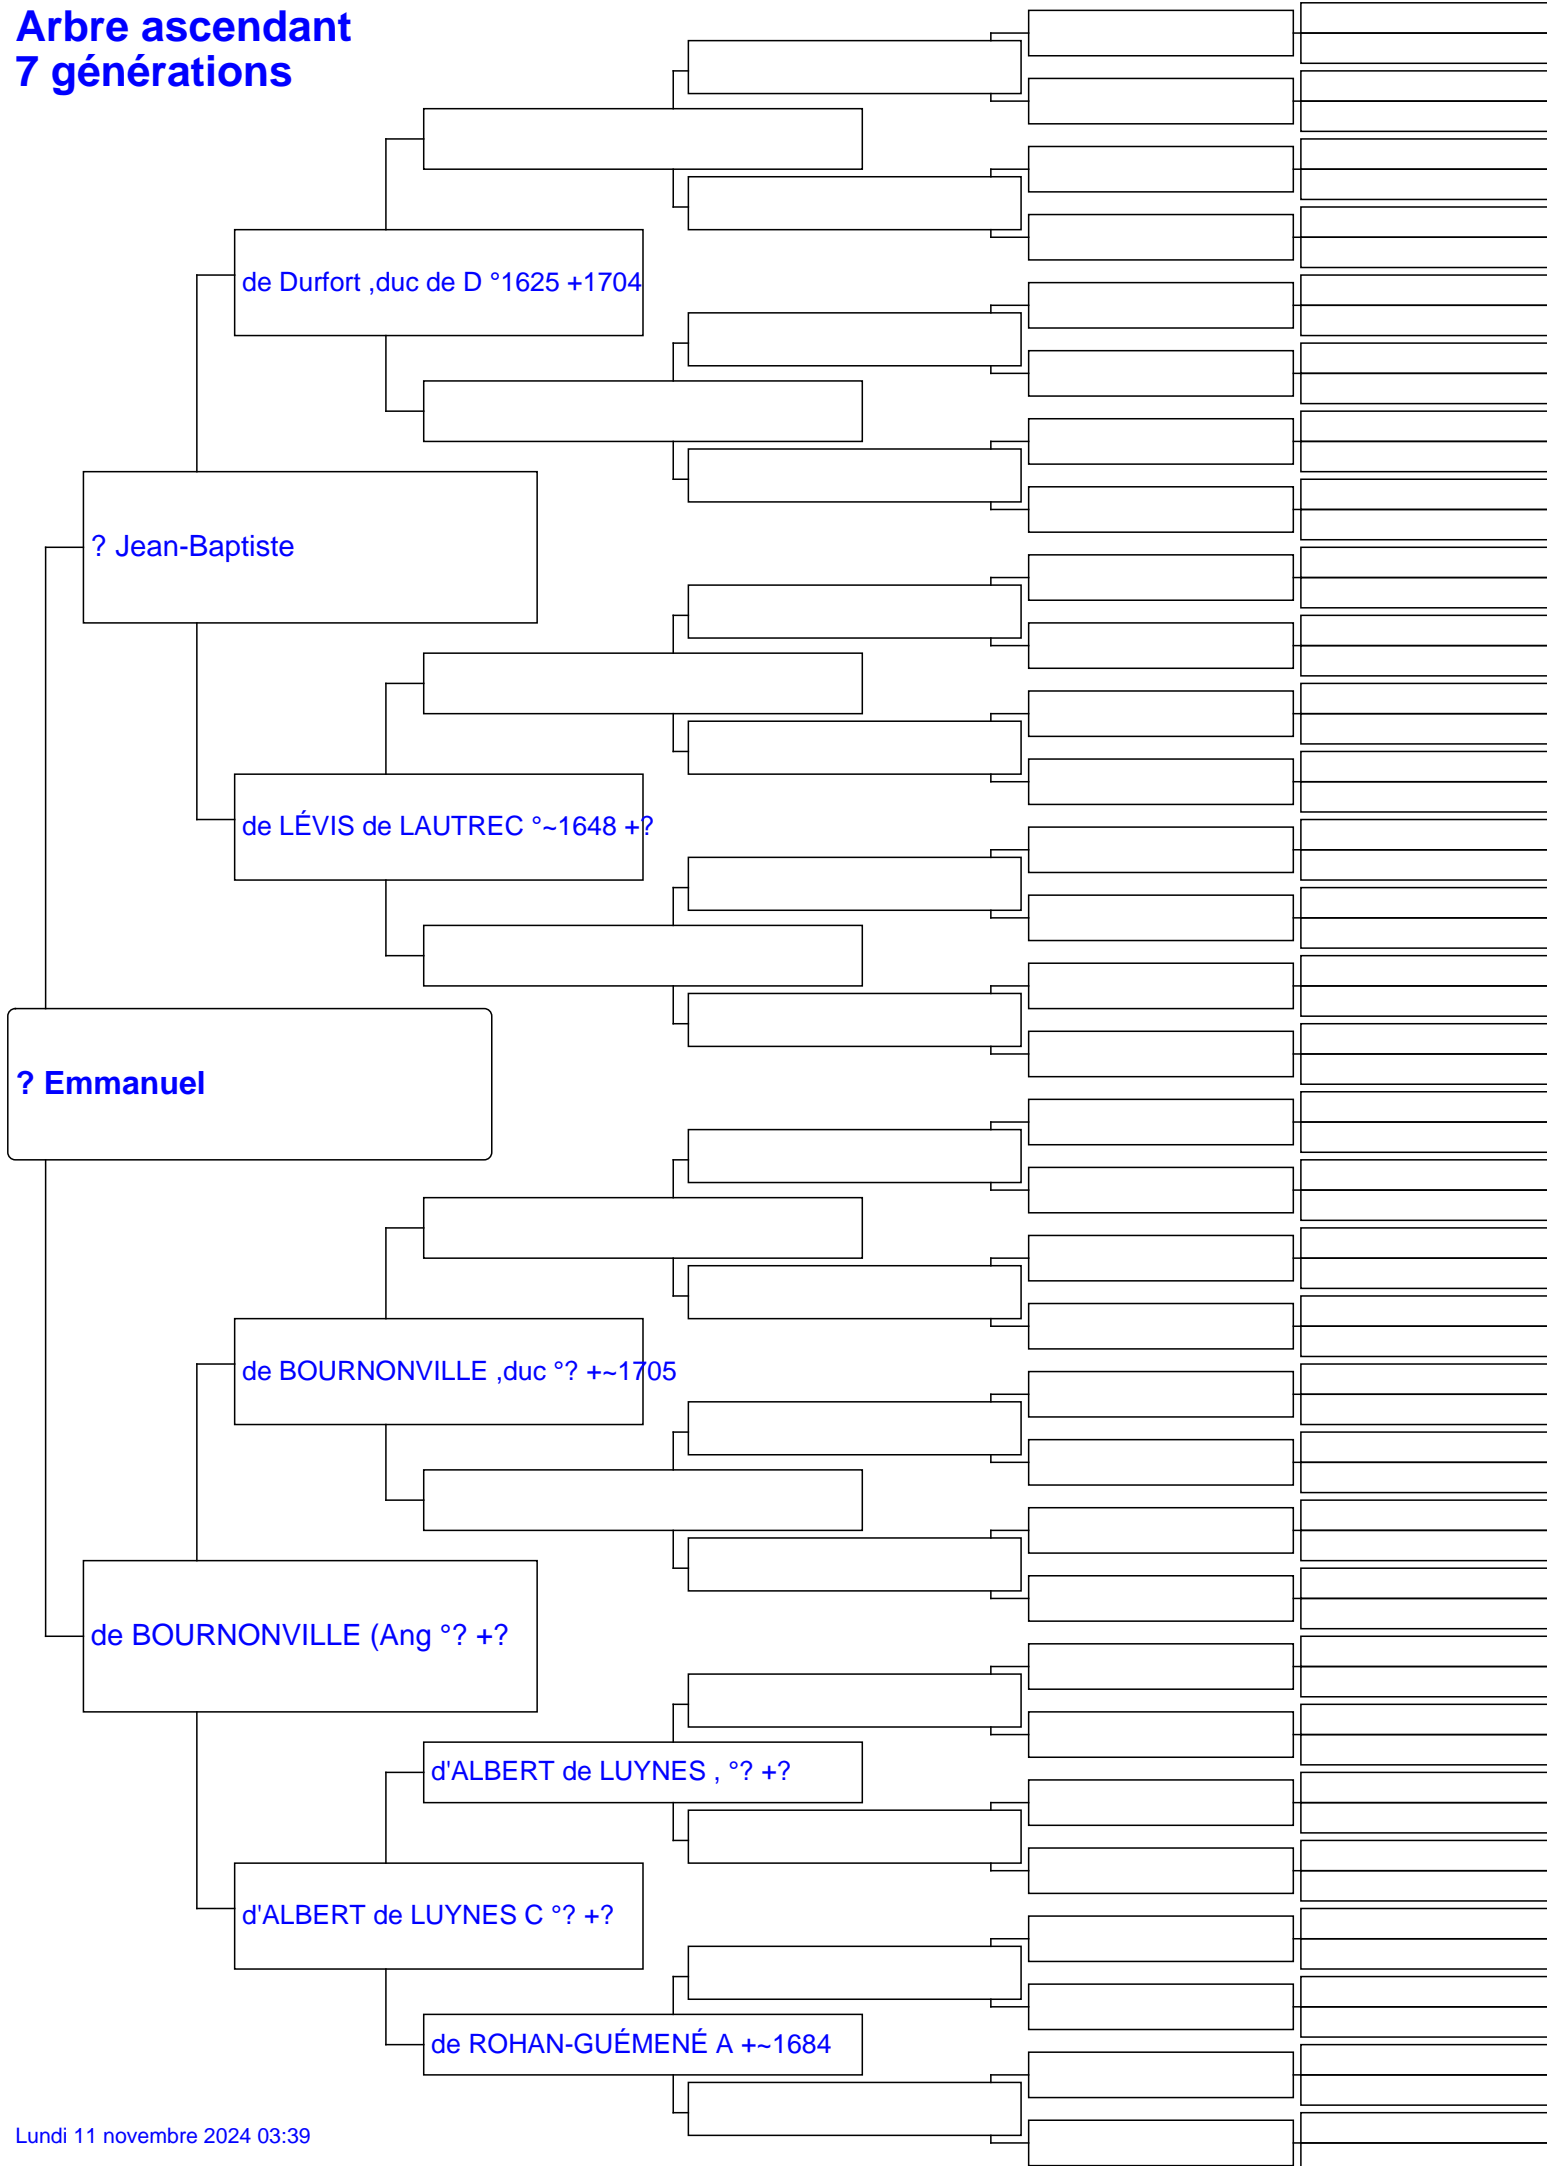 Arbre ascendant
7 générations
de Durfort ,duc de D °1625 +1704
? Jean-Baptiste
de LÉVIS de LAUTREC °~1648 +?
? Emmanuel
de BOURNONVILLE ,duc °? +~1705
de BOURNONVILLE (Ang °? +?
d'ALBERT de LUYNES , °? +?
d'ALBERT de LUYNES C °? +?
de ROHAN-GUÉMENÉ A +~1684
Lundi 11 novembre 2024 03:39